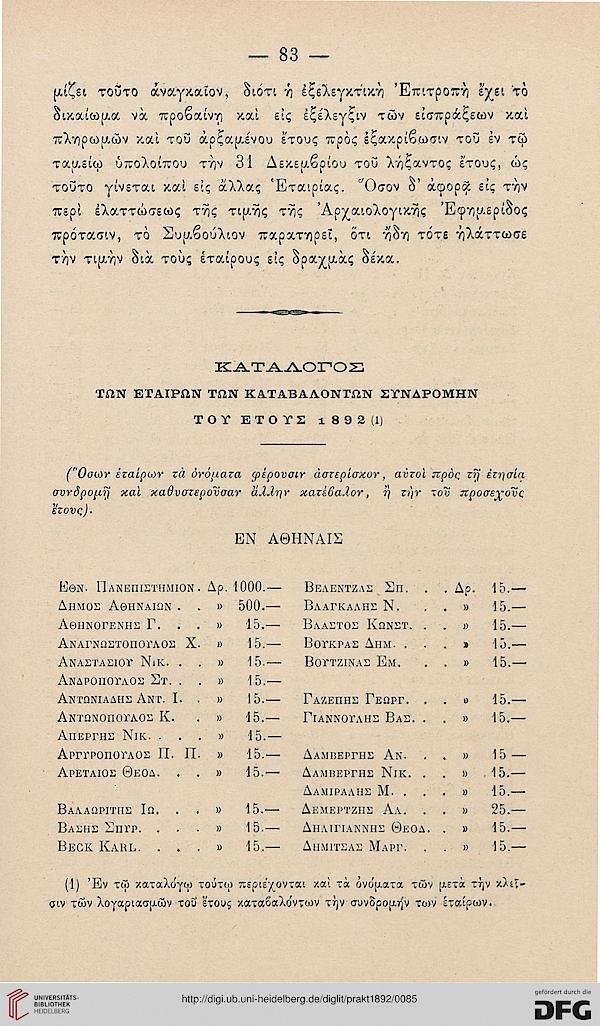 — 83 —
μίζει τοῦτο ἀναγκαῖον, διότι ἡ ἐξελεγκτικὴ Ἐπιτροπὴ ἔχει τὸ
δικαίωμα νὰ προβαίνῃ καὶ εἰς ἐξέλεγξιν τῶν εἰσπράξεων καὶ
πληρωμῶν καὶ τοῦ ἀρξαμένου ἔτους πρὸς ἐξακρίβωσιν τοῦ ἐν τῷ
ταμείῳ ὑπολοίπου τὴν 31 Δεκεμβρίου τοῦ λήξαντος ἔτους, ὡς
τοῦτο γίνεται καὶ εἰς ἄλλας Ἑταιρίας. Ὅσον δ' ἀφορᾷ εἰς τὴν
περὶ ἐλαττώσεως τῆς τιμῆς τῆς Ἀρχαιολογικῆς Ἐφημερίδος
πρότασιν, τὸ Συμβούλιον παρατηρεῖ, ὅτι ἤδη τότε ἠλάττωσε
τὴν τιμὴν διὰ τοὺς ἑταίρους εἰς δραχμὰς δέκα.
ΚΑΤΑΛΟΓΟΣ
ΤΩΝ ΕΤΑΙΡΩΝ ΤΩΝ ΚΑΤΑΒΑΛΟΝΤΩΝ ΣΥΝΔΡΟΜΗΝ
ΤΟΥ ΕΤΟΥΣ 1892 (1)
(Ὅσων ἑταίρων τὰ ὀνόματα φέρουσιν ἀστερίσκον, αὐτοὶ πρὸς τῇ ἐτησίᾳ
συνδρομῇ καὶ καθυστεροῦσαν ἄλλην κατέβαλον, ἢ τὴν τοῦ προσεχοῦς
ἔτους).
ΕΝ ΑΘΗΝΑΙΣ
Εθν. Πανεπιστημιον. Δρ. 1000.—
Δημος Αθηναιων . . » 500.—
Αθηνογενης Γ. . . » 15.—
Αναγνωστοπουλος Χ. » 15.—
Αναστασιου Νικ. . . » 15.—
Ανδροπουλος Στ. . . » 15.—
Αντωνιαδης Αντ. Ι. . » 15.—
Αντωνοπουλος Κ. . » 15.—
Απεργης Νικ. . . . » 15.—
Αργυροπουλος Π. Π. » 15.—
Αρεταιος Θεοδ. . . » 15.—
Βαλαωριτης Ιω. . . » 15.—
Βασης Σπυρ. . . . » 15.—
Beck Karl. . . . » 15.—
Βελεντζας Σπ. . . Δρ. 15.—
Βλαγκαλης Ν. . . » 15.—
Βλαστος Κωνστ. . . » 15.—
Βουκρας Δημ. . . . » 15.—
Βουτζινας Εμ. . . » 15.—
Γαζεπης Γεωργ. . . » 15.—
Γιαννουλης Βας. . . » 15.—
Δαμβεργης Αν. . . » 15 —
Δαμβεργης Νικ. . . » 15.—
Δαμιραλης Μ. . . . » 15.—
Δεμερτζης Αλ. . . » 25.—
Δηλιγιαννης Θεοδ. . » 15.—
Δημιτσας Μαργ. . . » 15.—
(1) Ἐν τῷ καταλόγῳ τούτῳ περιέχονται καὶ τὰ ὀνόματα τῶν μετὰ τὴν κλεῖ-
σιν τῶν λογαριασμῶν τοῦ ἔτους καταβαλόντων τὴν συνδρομήν των ἑταίρων.
UNIVERSITÄTS-
BIBLIOTHEK
HEIDELBERG
http://digi.ub.uni-heidelberg.de/diglit/prakt1892/0085
gefördert durch die
DFG